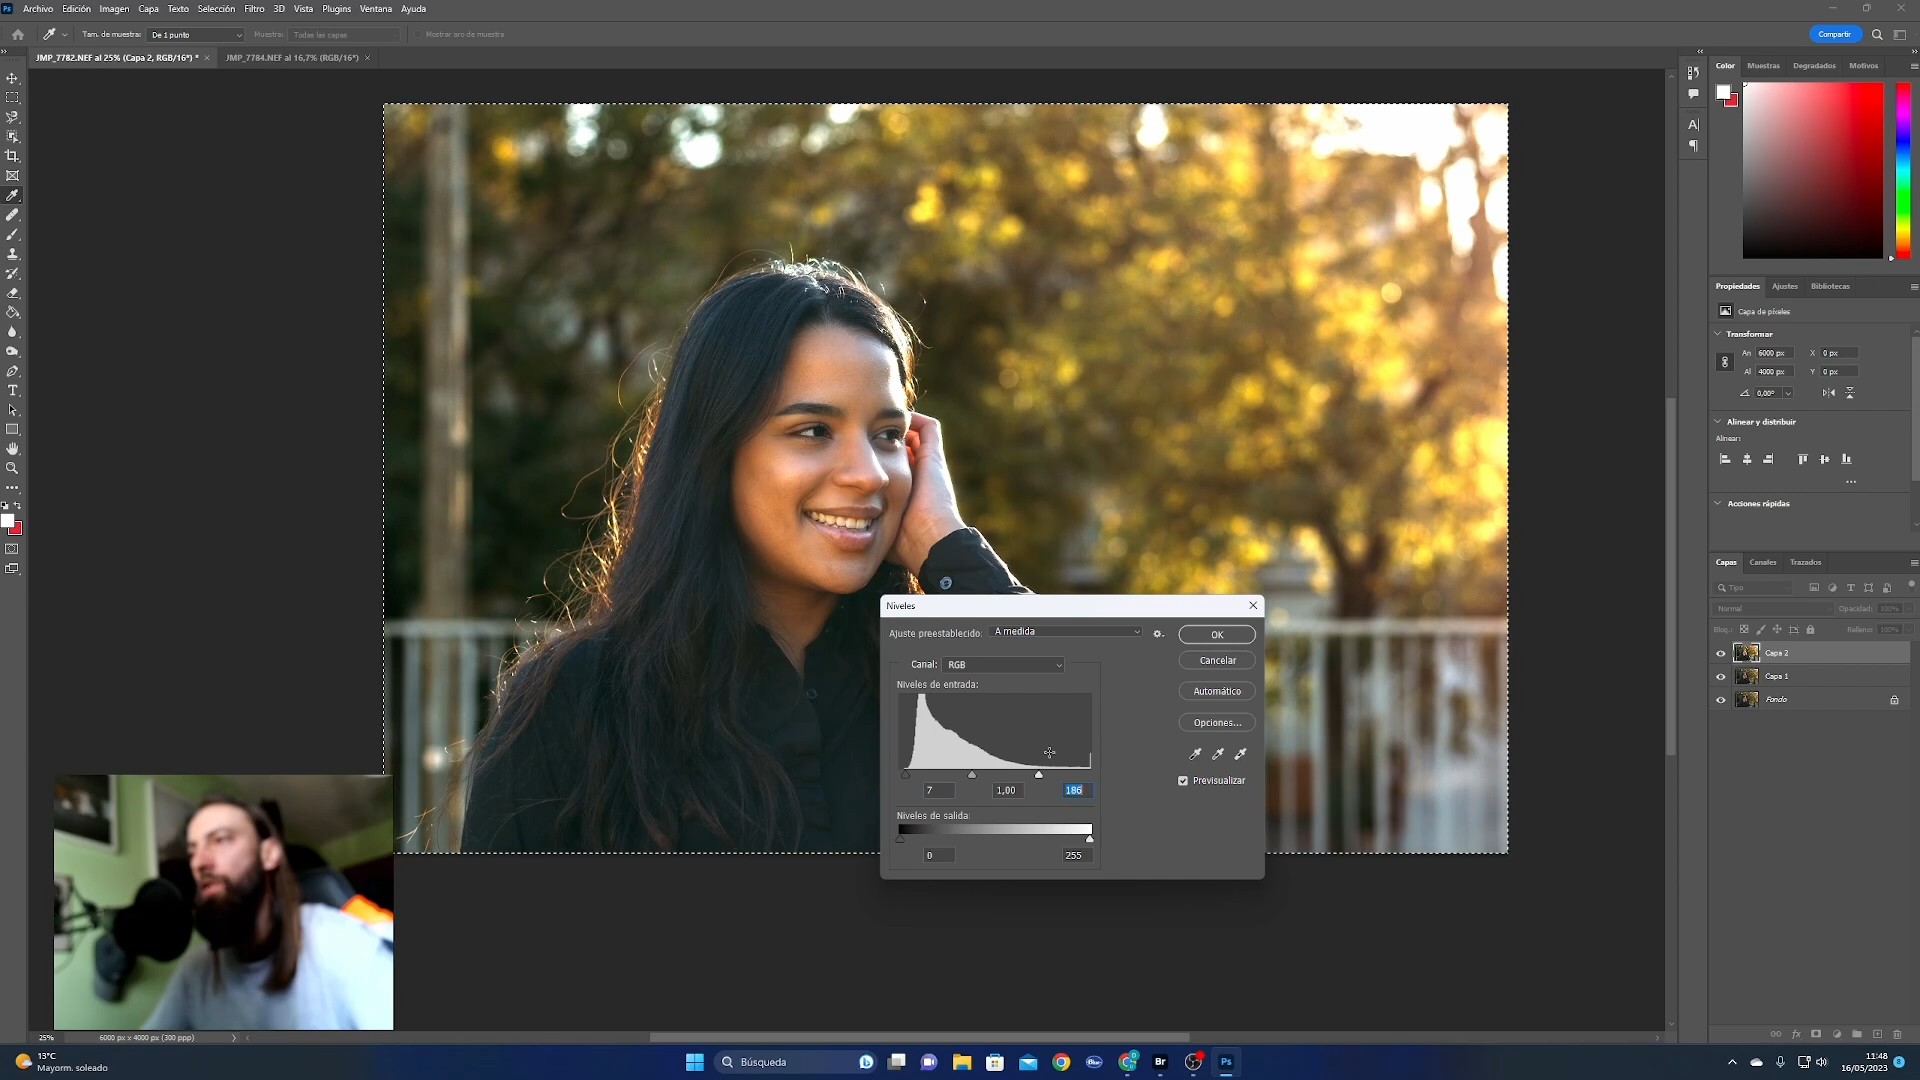 Ps Archivo Edición Imagen Capa Texto Selección Filtro 3D Vista Plugins Ventana Ayuda
Tam. de muestra: De 1 punto Muestra: Todas las capas Mostrar aro de muestra
Compartir
JMP_7782.NEF al 25% (Capa 2, RGB/16*) * × JMP_7784.NEF al 16,7% (RGB/16*) ×
Color Muestras Degradados Motivos
Propiedades Ajustes Bibliotecas
Capa de píxeles
Transformar
An 6000 px X 0 px
Al 4000 px Y 0 px
0,00°
Alinear y distribuir
Alinear:
Acciones rápidas
Capas Canales Trazados
Tipo
Normal Opacidad: 100%
Bloq.: Relleno: 100%
Capa 2
Capa 1
Fondo
Niveles
Ajuste preestablecido: A medida
OK
Canal: RGB
Cancelar
Niveles de entrada:
Automático
Opciones...
Previsualizar
7 1,00 186
Niveles de salida:
0 255
25% 6000 px x 4000 px (300 ppp)
13°C
Mayorm. soleado
Búsqueda
Br
Ps
11:48
16/05/2023